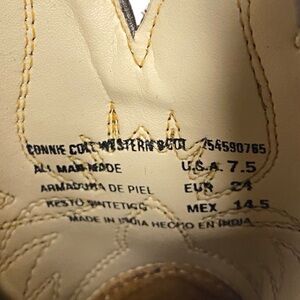 CONNIE COLT WESTERN BOOT 754590765
ALL MAN MADE U.S.A. 7.5
ARMADURA DE PIEL EUR 24
RESTO SINTETICO MEX 14.5
MADE IN INDIA HECHO EN INDIA